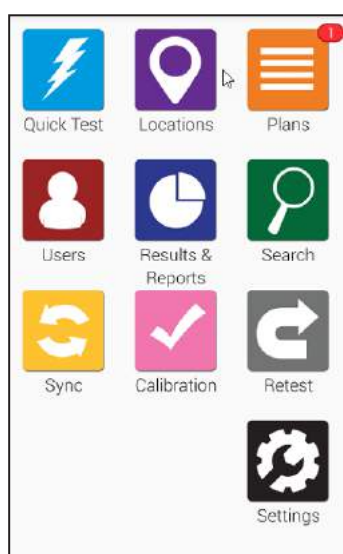 1
Quick Test
Locations
Plans
Users
Results &
Reports
Search
Sync
Calibration
Retest
Settings